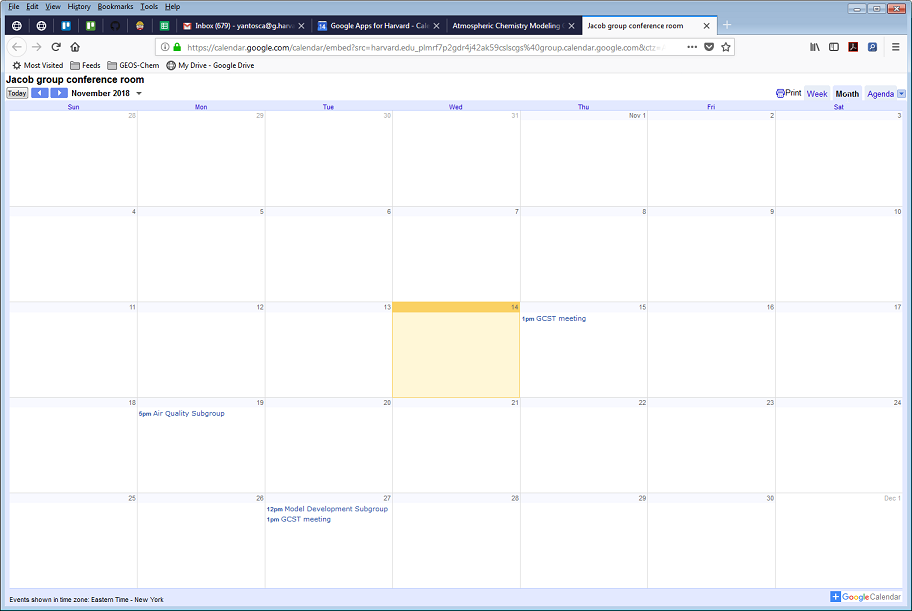 File Edit View History Bookmarks Tools Help
Inbox (679) - yantosca@g.harv Google Apps for Harvard - Cale Atmospheric Chemistry Modeling Jacob group conference room
https://calendar.google.com/calendar/embed?src=harvard.edu_plmrf7p2gdr4j42ak59cslscgs%40group.calendar.google.com&ctz=
Most Visited Feeds GEOS-Chem My Drive - Google Drive
Jacob group conference room
Today November 2018 Print Week Month Agenda
Sun Mon Tue Wed Thu Fri Sat
28 29 30 31 Nov 1 2 3
4 5 6 7 8 9 10
11 12 13 14 15 16 17
1pm GCST meeting
18 19 20 21 22 23 24
5pm Air Quality Subgroup
25 26 27 28 29 30 Dec 1
12pm Model Development Subgroup
1pm GCST meeting
Events shown in time zone: Eastern Time - New York
Google Calendar